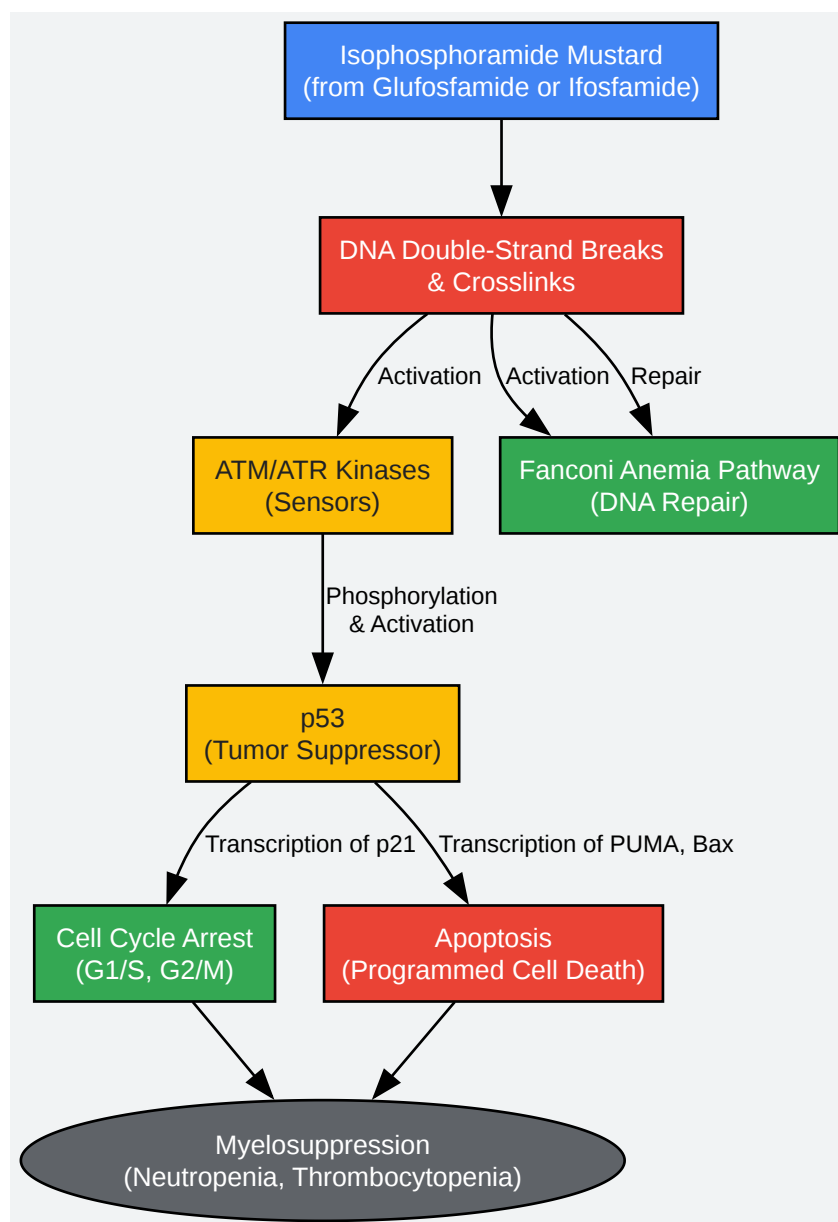 Isophosphoramide Mustard
(from Glufosfamide or Ifosfamide)
DNA Double-Strand Breaks
& Crosslinks
Activation
Activation
Repair
ATM/ATR Kinases
(Sensors)
Fanconi Anemia Pathway
(DNA Repair)
Phosphorylation
& Activation
p53
(Tumor Suppressor)
Transcription of p21
Transcription of PUMA, Bax
Cell Cycle Arrest
(G1/S, G2/M)
Apoptosis
(Programmed Cell Death)
Myelosuppression
(Neutropenia, Thrombocytopenia)